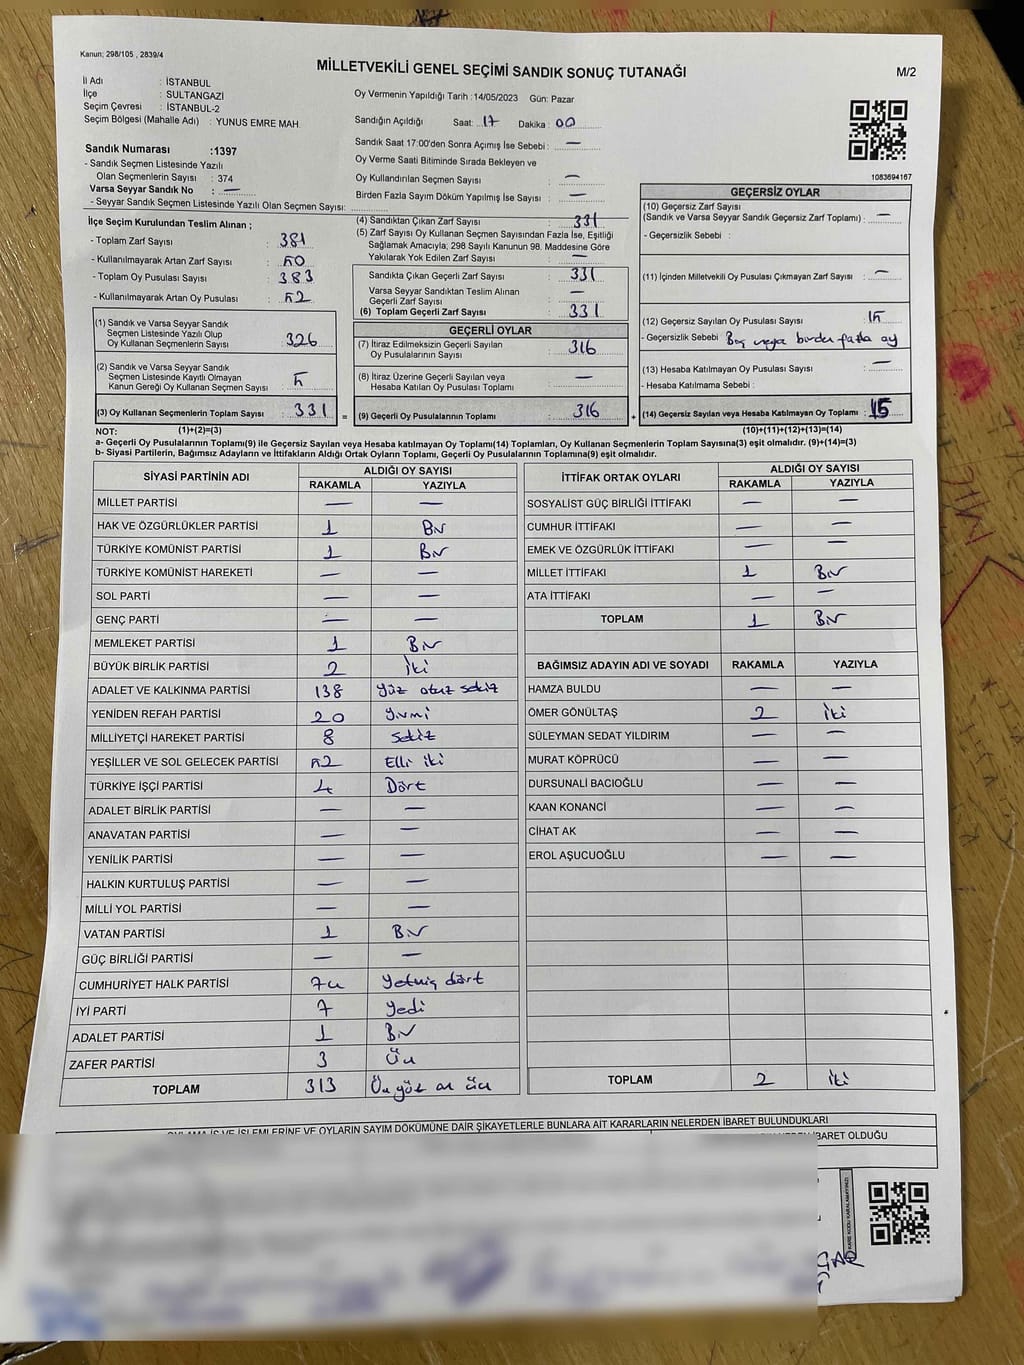 Kanun; 298/105 , 2839/4
MİLLETVEKİLİ GENEL SEÇİMİ SANDIK SONUÇ TUTANAĞI
M/2
İl Adı : İSTANBUL
İlçe : SULTANGAZİ
Seçim Çevresi : İSTANBUL-2
Seçim Bölgesi (Mahalle Adı) : YUNUS EMRE MAH.
Sandık Numarası :1397
- Sandık Seçmen Listesinde Yazılı
Olan Seçmenlerin Sayısı : 374
Varsa Seyyar Sandık No : —
- Seyyar Sandık Seçmen Listesinde Yazılı Olan Seçmen Sayısı:
Oy Vermenin Yapıldığı Tarih :14/05/2023 Gün: Pazar
Sandığın Açıldığı Saat: 17 Dakika : 00
Sandık Saat 17:00'den Sonra Açımış İse Sebebi : —
Oy Verme Saati Bitiminde Sırada Bekleyen ve
Oy Kullandırılan Seçmen Sayısı : —
Birden Fazla Sayım Döküm Yapılmış İse Sayısı : —
1083694167
İlçe Seçim Kurulundan Teslim Alınan ;
- Toplam Zarf Sayısı : 381
- Kullanılmayarak Artan Zarf Sayısı : 50
- Toplam Oy Pusulası Sayısı : 383
- Kullanılmayarak Artan Oy Pusulası : 52
(1) Sandık ve Varsa Seyyar Sandık
Seçmen Listesinde Yazılı Olup
Oy Kullanan Seçmenlerin Sayısı : 326
(2) Sandık ve Varsa Seyyar Sandık
Seçmen Listesinde Kayıtlı Olmayan
Kanun Gereği Oy Kullanan Seçmen Sayısı : 5
(3) Oy Kullanan Seçmenlerin Toplam Sayısı : 331 =
(4) Sandıktan Çıkan Zarf Sayısı : 331
(5) Zarf Sayısı Oy Kullanan Seçmen Sayısından Fazla İse, Eşitliği
Sağlamak Amacıyla; 298 Sayılı Kanunun 98. Maddesine Göre
Yakılarak Yok Edilen Zarf Sayısı : —
Sandıkta Çıkan Geçerli Zarf Sayısı : 331
Varsa Seyyar Sandıktan Teslim Alınan
Geçerli Zarf Sayısı : —
(6) Toplam Geçerli Zarf Sayısı : 331
GEÇERLİ OYLAR
(7) İtiraz Edilmeksizin Geçerli Sayılan
Oy Pusulalarının Sayısı : 316
(8) İtiraz Üzerine Geçerli Sayılan veya
Hesaba Katılan Oy Pusulası Toplamı : —
(9) Geçerli Oy Pusulalarının Toplamı : 316 +
GEÇERSİZ OYLAR
(10) Geçersiz Zarf Sayısı
(Sandık ve Varsa Seyyar Sandık Geçersiz Zarf Toplamı) : —
- Geçersizlik Sebebi :
(11) İçinden Milletvekili Oy Pusulası Çıkmayan Zarf Sayısı : —
(12) Geçersiz Sayılan Oy Pusulası Sayısı : 15
- Geçersizlik Sebebi : Boş veya birden fazla oy
(13) Hesaba Katılmayan Oy Pusulası Sayısı : —
- Hesaba Katılmama Sebebi :
(14) Geçersiz Sayılan veya Hesaba Katılmayan Oy Toplamı : 15
NOT: (1)+(2)=(3) (10)+(11)+(12)+(13)=(14)
a- Geçerli Oy Pusulalarının Toplamı(9) ile Geçersiz Sayılan veya Hesaba katılmayan Oy Toplamı(14) Toplamları, Oy Kullanan Seçmenlerin Toplam Sayısına(3) eşit olmalıdır. (9)+(14)=(3)
b- Siyasi Partilerin, Bağımsız Adayların ve İttifakların Aldığı Ortak Oyların Toplamı, Geçerli Oy Pusulalarının Toplamına(9) eşit olmalıdır.
SİYASİ PARTİNİN ADI ALDIĞI OY SAYISI
RAKAMLA YAZIYLA
MİLLET PARTİSİ — —
HAK VE ÖZGÜRLÜKLER PARTİSİ 1 Bir
TÜRKİYE KOMÜNİST PARTİSİ 1 Bir
TÜRKİYE KOMÜNİST HAREKETİ — —
SOL PARTİ — —
GENÇ PARTİ — —
MEMLEKET PARTİSİ 1 Bir
BÜYÜK BİRLİK PARTİSİ 2 iki
ADALET VE KALKINMA PARTİSİ 138 Yüz otuz sekiz
YENİDEN REFAH PARTİSİ 20 Yirmi
MİLLİYETÇİ HAREKET PARTİSİ 8 sekiz
YEŞİLLER VE SOL GELECEK PARTİSİ 52 Elli iki
TÜRKİYE İŞÇİ PARTİSİ 4 Dört
ADALET BİRLİK PARTİSİ — —
ANAVATAN PARTİSİ — —
YENİLİK PARTİSİ — —
HALKIN KURTULUŞ PARTİSİ — —
MİLLİ YOL PARTİSİ — —
VATAN PARTİSİ 1 Bir
GÜÇ BİRLİĞİ PARTİSİ — —
CUMHURİYET HALK PARTİSİ 74 Yetmiş dört
İYİ PARTİ 7 Yedi
ADALET PARTİSİ 1 Bir
ZAFER PARTİSİ 3 Üç
TOPLAM 313 Üçyüz on üç
İTTİFAK ORTAK OYLARI ALDIĞI OY SAYISI
RAKAMLA YAZIYLA
SOSYALİST GÜÇ BİRLİĞİ İTTİFAKI — —
CUMHUR İTTİFAKI — —
EMEK VE ÖZGÜRLÜK İTTİFAKI — —
MİLLET İTTİFAKI 1 Bir
ATA İTTİFAKI — —
TOPLAM 1 Bir
BAĞIMSIZ ADAYIN ADI VE SOYADI RAKAMLA YAZIYLA
HAMZA BULDU — —
ÖMER GÖNÜLTAŞ 2 iki
SÜLEYMAN SEDAT YILDIRIM — —
MURAT KÖPRÜCÜ — —
DURSUNALİ BACIOĞLU — —
KAAN KONANCİ — —
CİHAT AK — —
EROL AŞUCUOĞLU — —
TOPLAM 2 iki
OYLAMA İŞ VE İŞLEMLERİNE VE OYLARIN SAYIM DÖKÜMÜNE DAİR ŞİKAYETLERLE BUNLARA AİT KARARLARIN NELERDEN İBARET BULUNDUKLARI
İBARET OLDUĞU